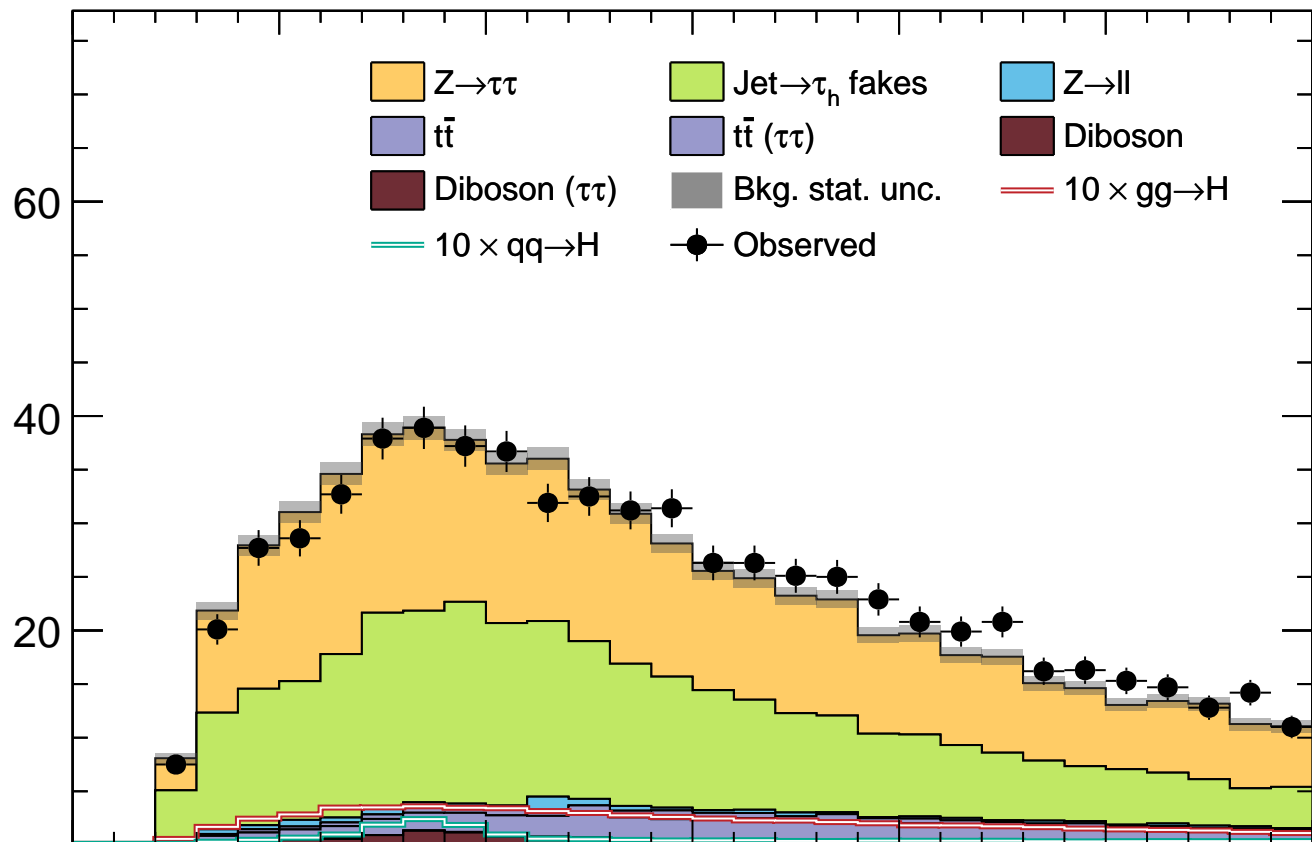 Z→ττ Jet→τₕ fakes Z→ll
tt̄ tt̄ (ττ) Diboson
60 Diboson (ττ) Bkg. stat. unc. 10 × gg→H
10 × qq→H Observed
40
20